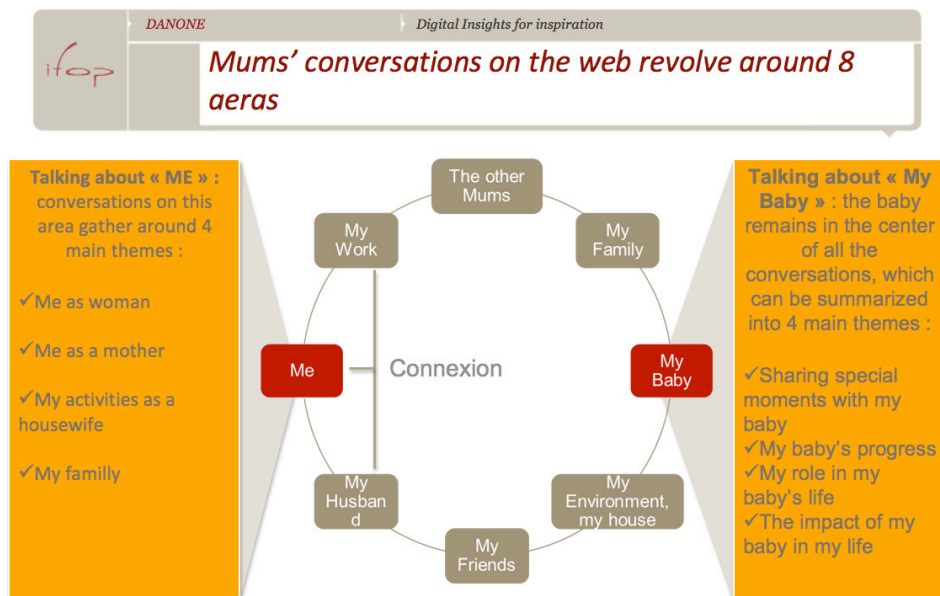 DANONE
Digital Insights for inspiration
ifop
Mums' conversations on the web revolve around 8
aeras
Talking about « ME » :
conversations on this
area gather around 4
main themes :
✓Me as woman
✓Me as a mother
✓My activities as a
housewife
✓My familly
The other
Mums
My
Work
My
Family
Me
Connexion
My
Baby
My
Husban
d
My
Environment,
my house
My
Friends
Talking about « My
Baby » : the baby
remains in the center
of all the
conversations, which
can be summarized
into 4 main themes :
✓Sharing special
moments with my
baby
✓My baby's progress
✓My role in my
baby's life
✓The impact of my
baby in my life